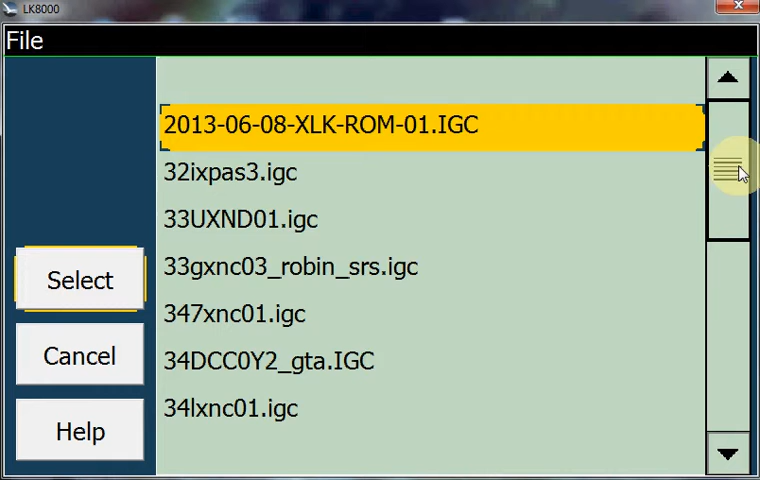 LK8000
File
2013-06-08-XLK-ROM-01.IGC
32ixpas3.igc
33UXND01.igc
33gxnc03_robin_srs.igc
347xnc01.igc
34DCC0Y2_gta.IGC
34lxnc01.igc
Select
Cancel
Help